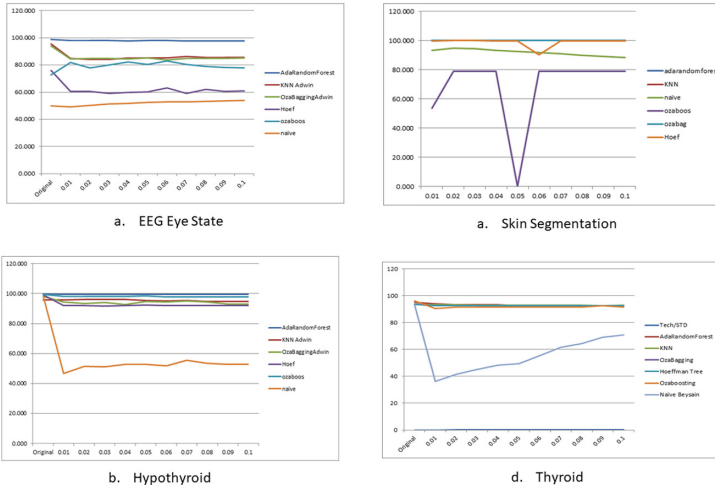 120.000
100.000
80.000
60.000
40.000
20.000
0.000
Original 0.01 0.02 0.03 0.04 0.05 0.06 0.07 0.08 0.09 0.1
AdaRandomForest
KNN Adwin
OzaBaggingAdwin
Hoef
ozaboos
naive
a. EEG Eye State
120.000
100.000
80.000
60.000
40.000
20.000
0.000
0.01 0.02 0.03 0.04 0.05 0.06 0.07 0.08 0.09 0.1
adarandomforest
KNN
naive
ozaboos
ozabag
Hoef
a. Skin Segmentation
120.000
100.000
80.000
60.000
40.000
20.000
0.000
Original 0.01 0.02 0.03 0.04 0.05 0.06 0.07 0.08 0.09 0.1
AdaRandomForest
KNN Adwin
OzaBaggingAdwin
Hoef
ozaboos
naive
b. Hypothyroid
120
100
80
60
40
20
0
Original 0.01 0.02 0.03 0.04 0.05 0.06 0.07 0.08 0.09 0.1
Tech/STD
AdaRandomForest
KNN
OzaBagging
Hoeffman Tree
Ozaboosting
Naive Beysain
d. Thyroid